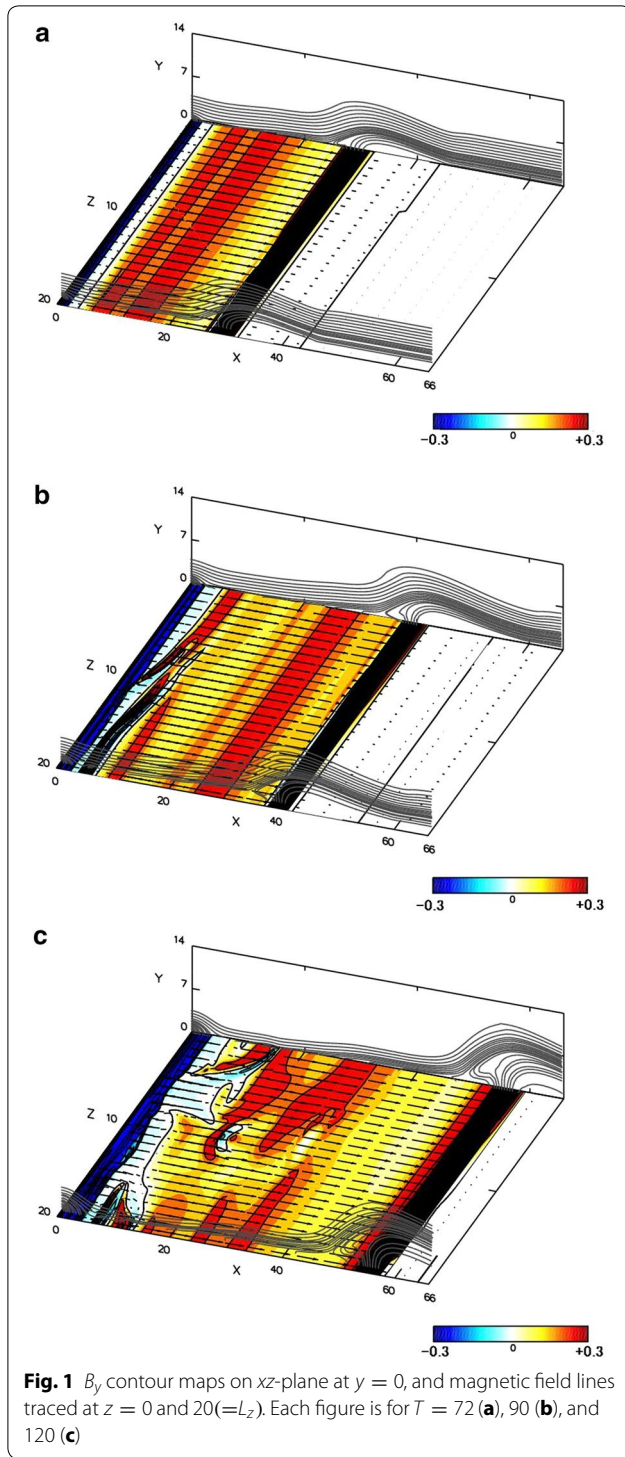 a
14
Y
7
0
Z
10
20
0
20
X
40
60
66
−0.3
0
+0.3
b
14
Y
7
0
Z
10
20
0
20
X
40
60
66
−0.3
0
+0.3
c
14
Y
7
0
Z
10
20
0
20
X
40
60
66
−0.3
0
+0.3
Fig. 1 By contour maps on xz-plane at y = 0, and magnetic field lines
traced at z = 0 and 20(=Lz). Each figure is for T = 72 (a), 90 (b), and
120 (c)